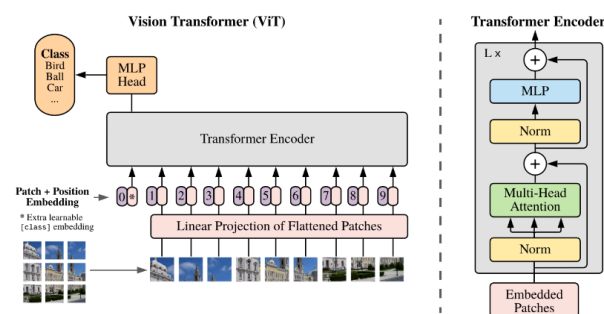 Vision Transformer (ViT)
Class
Bird
Ball
Car
...
MLP
Head
Transformer Encoder
Patch + Position
Embedding
0 * 1 2 3 4 5 6 7 8 9
* Extra learnable
[class] embedding
Linear Projection of Flattened Patches
Transformer Encoder
L x
+
MLP
Norm
+
Multi-Head
Attention
Norm
Embedded
Patches